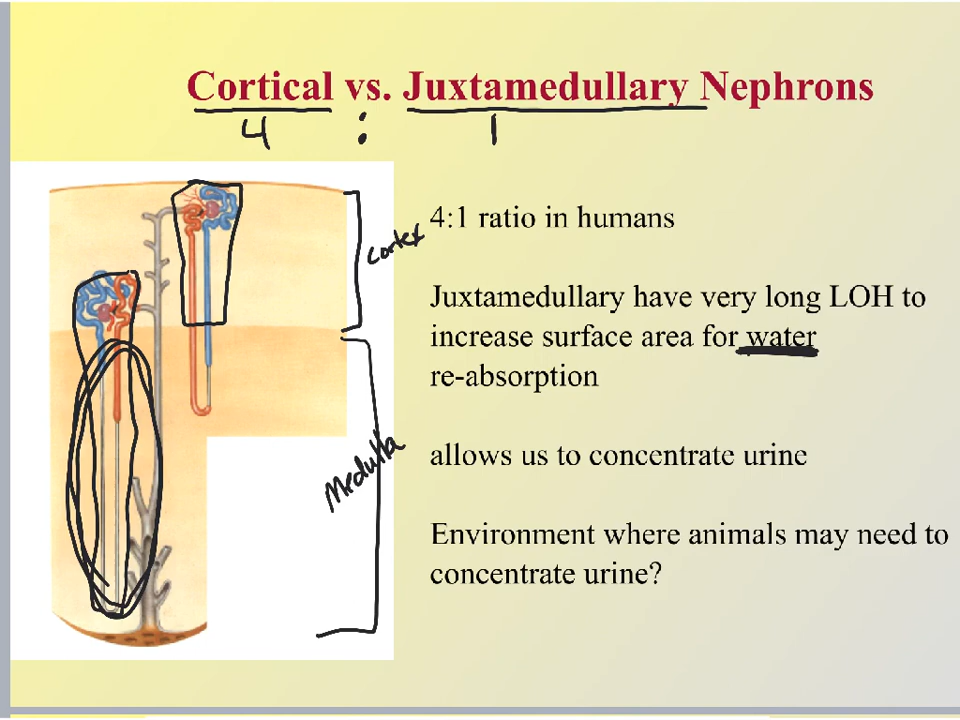 Cortical vs. Juxtamedullary Nephrons
4 : 1
4:1 ratio in humans
Cortex
Juxtamedullary have very long LOH to
increase surface area for water
re-absorption
Medulla
allows us to concentrate urine
Environment where animals may need to
concentrate urine?